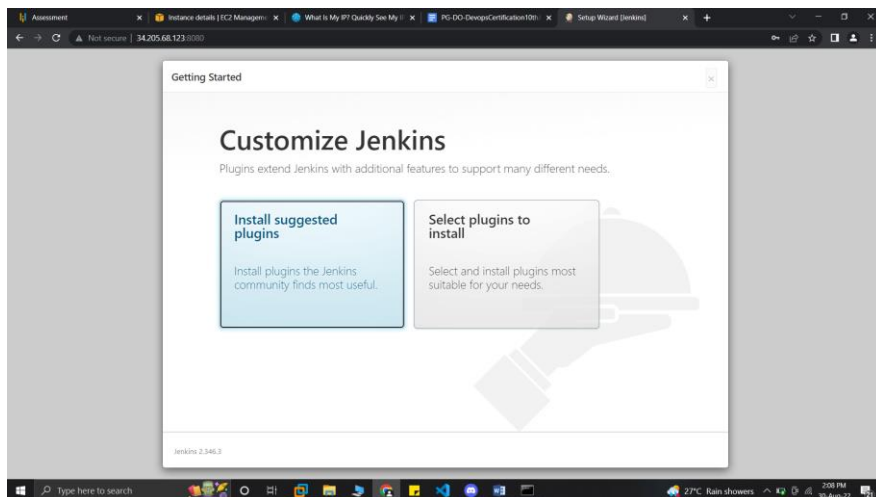 Assessment
Instance details | EC2 Managem
What Is My IP? Quickly See My I
PG-DO-DevopsCertification10th
Setup Wizard [Jenkins]
Not secure | 34.205.68.123:8080
Getting Started
Customize Jenkins
Plugins extend Jenkins with additional features to support many different needs.
Install suggested
plugins
Install plugins the Jenkins
community finds most useful.
Select plugins to
install
Select and install plugins most
suitable for your needs.
Jenkins 2.346.3
Type here to search
27°C Rain showers
2:08 PM
30-Aug-22